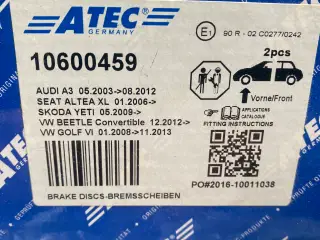 ATEC
GERMANY
E1
90 R - 02 C0277/0242
10600459
2pcs
AUDI A3 05.2003->08.2012
SEAT ALTEA XL 01.2006->
SKODA YETI 05.2009->
VW BEETLE Convertible 12.2012->
VW GOLF VI 01.2008->11.2013
Vorne/Front
APPLICATIONS
CATALOGUE
FITTING INSTRUCTIONS
PO#2016-10011038
BRAKE DISCS-BREMSSCHEIBEN